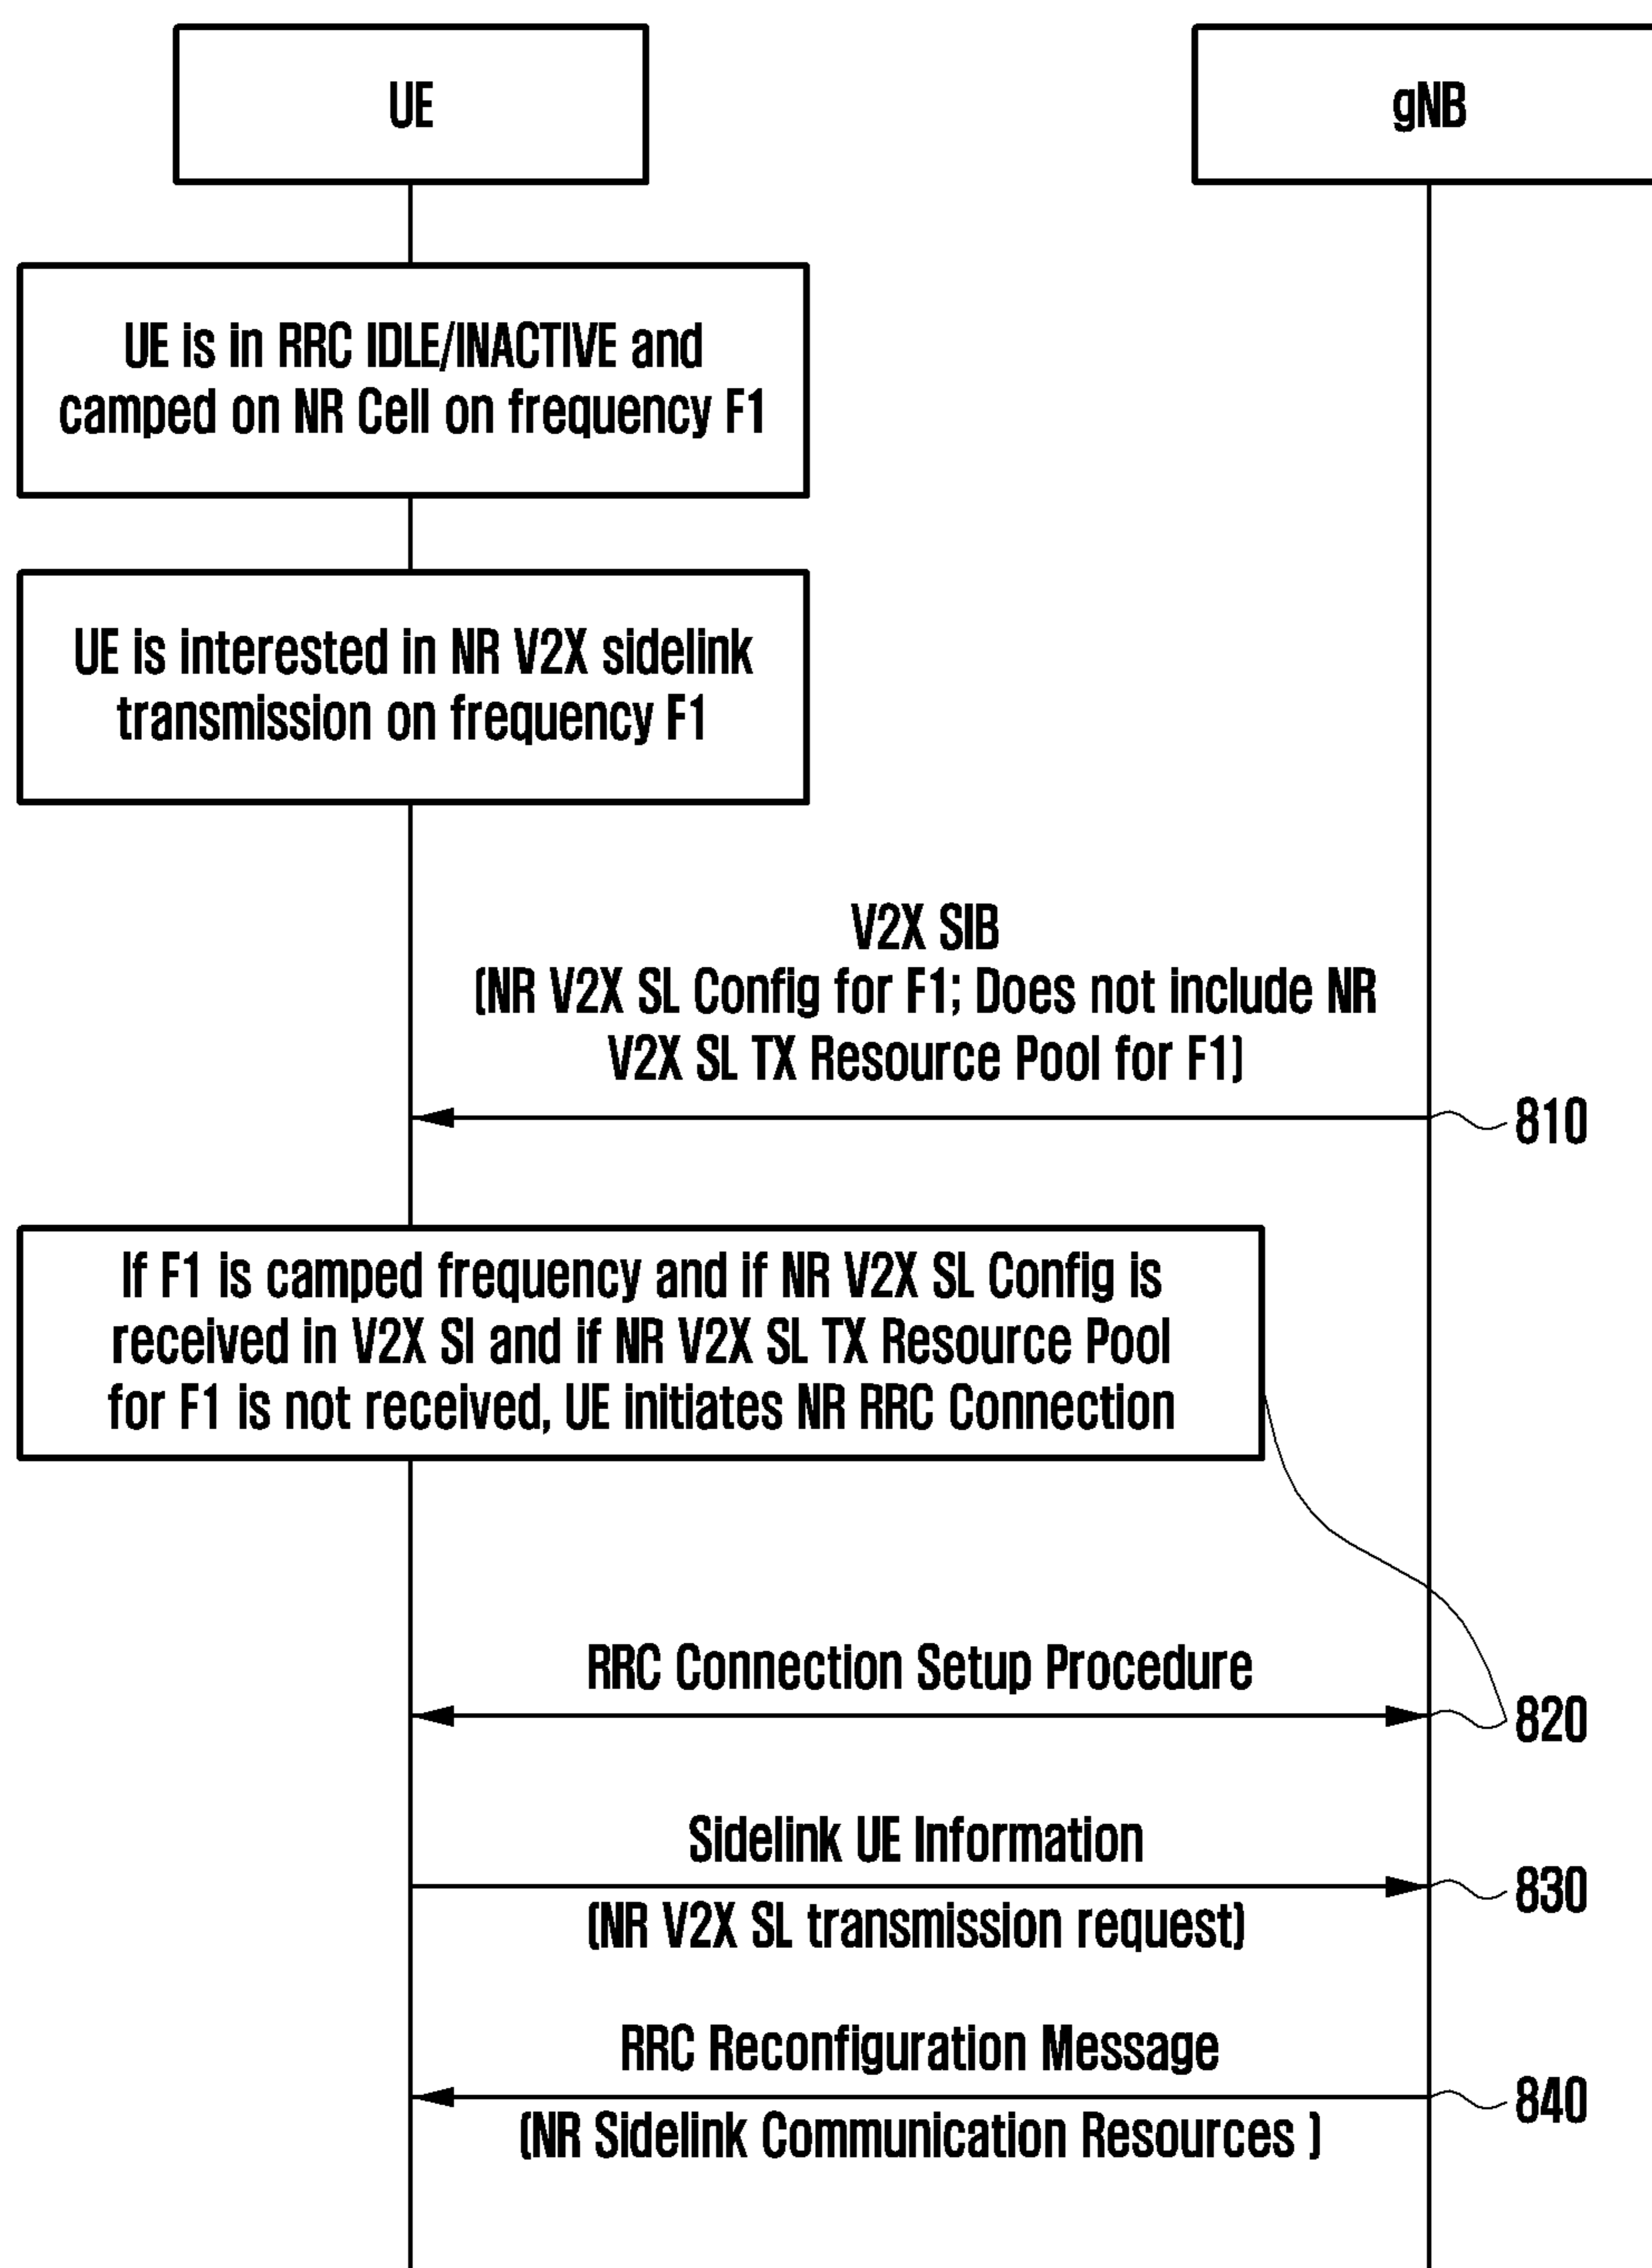 UE
gNB
UE is in RRC IDLE/INACTIVE and
camped on NR Cell on frequency F1
UE is interested in NR V2X sidelink
transmission on frequency F1
V2X SIB
(NR V2X SL Config for F1; Does not include NR
V2X SL TX Resource Pool for F1)
810
If F1 is camped frequency and if NR V2X SL Config is
received in V2X SI and if NR V2X SL TX Resource Pool
for F1 is not received, UE initiates NR RRC Connection
RRC Connection Setup Procedure
820
Sidelink UE Information
830
(NR V2X SL transmission request)
RRC Reconfiguration Message
840
(NR Sidelink Communication Resources )